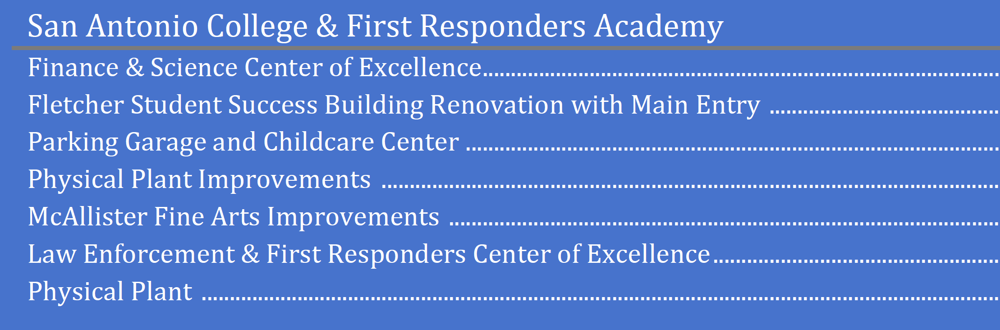 San Antonio College & First Responders Academy
Finance & Science Center of Excellence..........................................................................................
Fletcher Student Success Building Renovation with Main Entry ........................................
Parking Garage and Childcare Center .............................................................................................
Physical Plant Improvements ............................................................................................................
McAllister Fine Arts Improvements ................................................................................................
Law Enforcement & First Responders Center of Excellence..................................................
Physical Plant ............................................................................................................................................